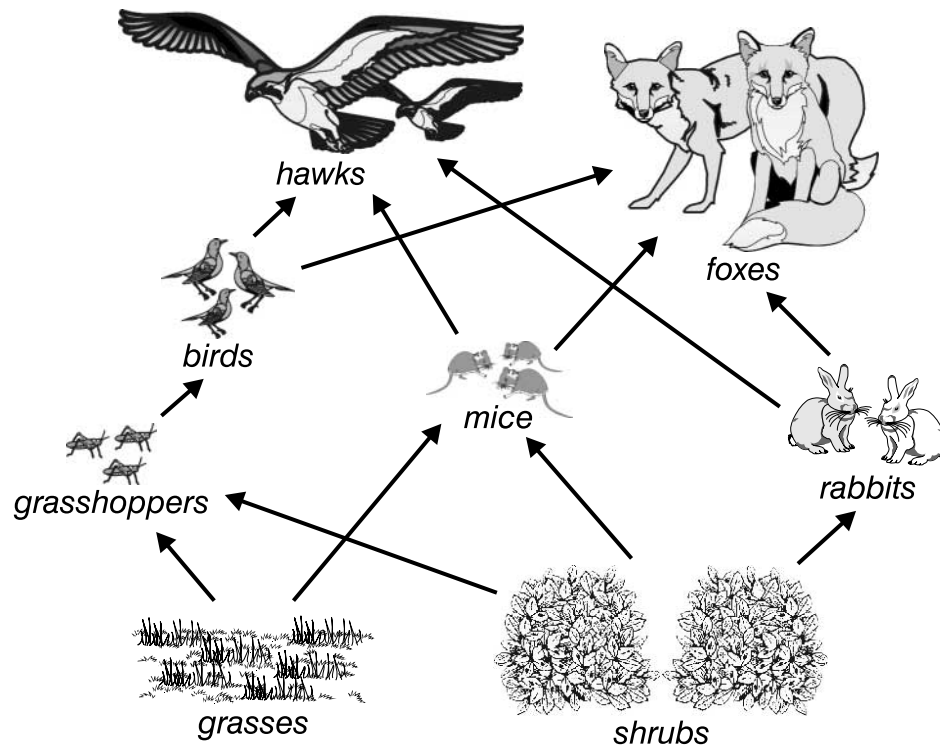 hawks
foxes
birds
mice
rabbits
grasshoppers
grasses
shrubs